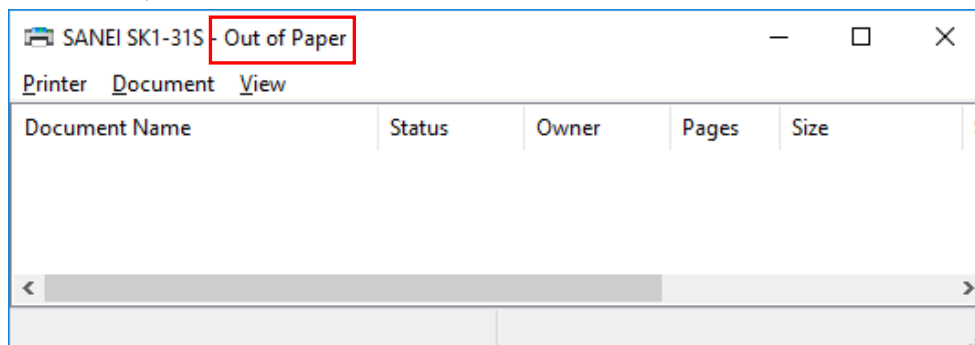 SANEI SK1-31S - Out of Paper
Printer Document View
Document Name Status Owner Pages Size